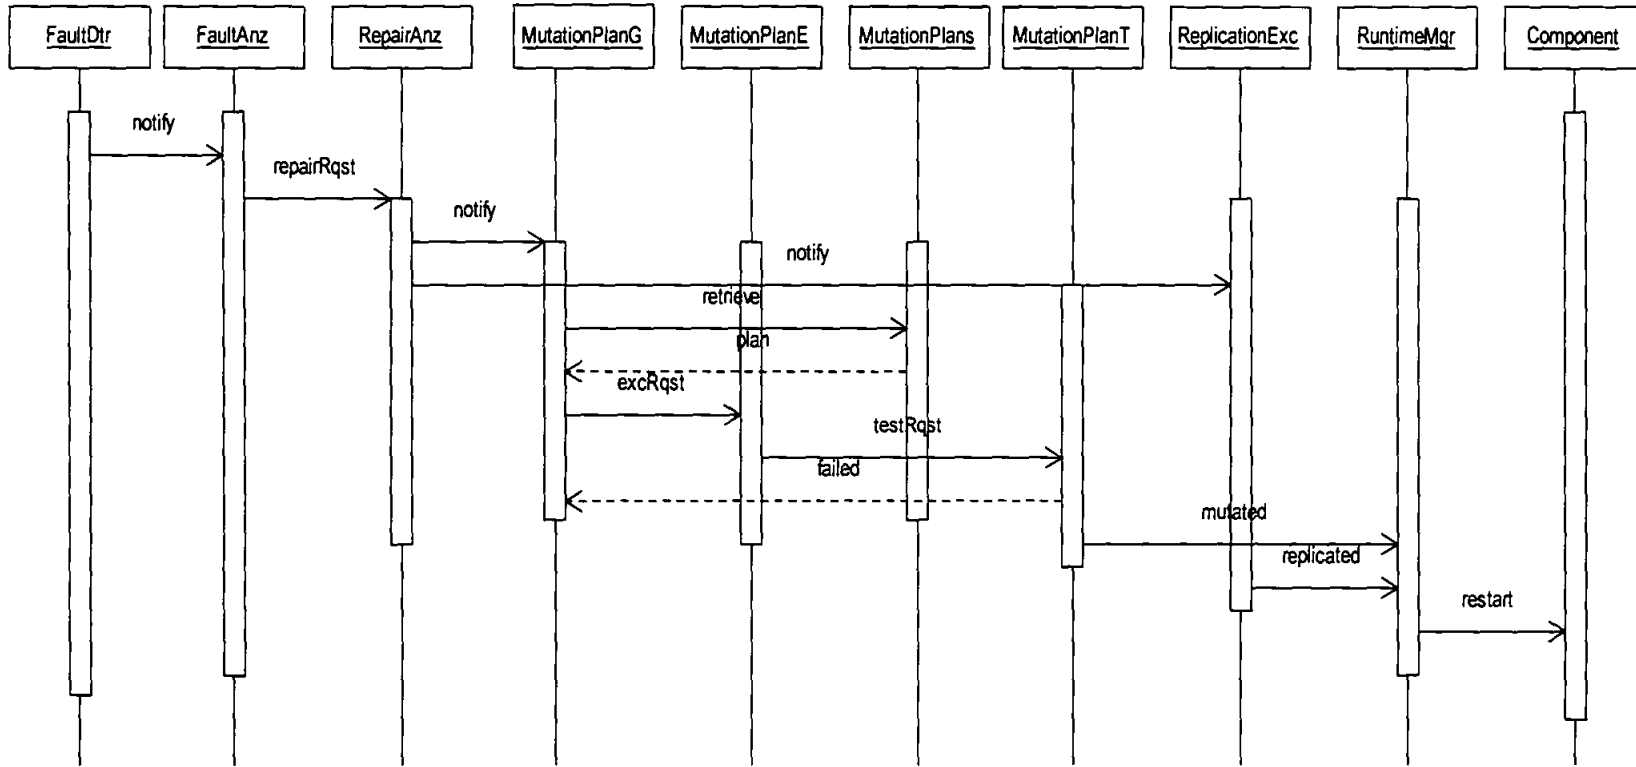 FaultDtr
FaultAnz
RepairAnz
MutationPlanG
MutationPlanE
MutationPlans
MutationPlanT
ReplicationExc
RuntimeMgr
Component
notify
repairRqst
notify
notify
retrieve
plan
excRqst
testRqst
failed
mutated
replicated
restart